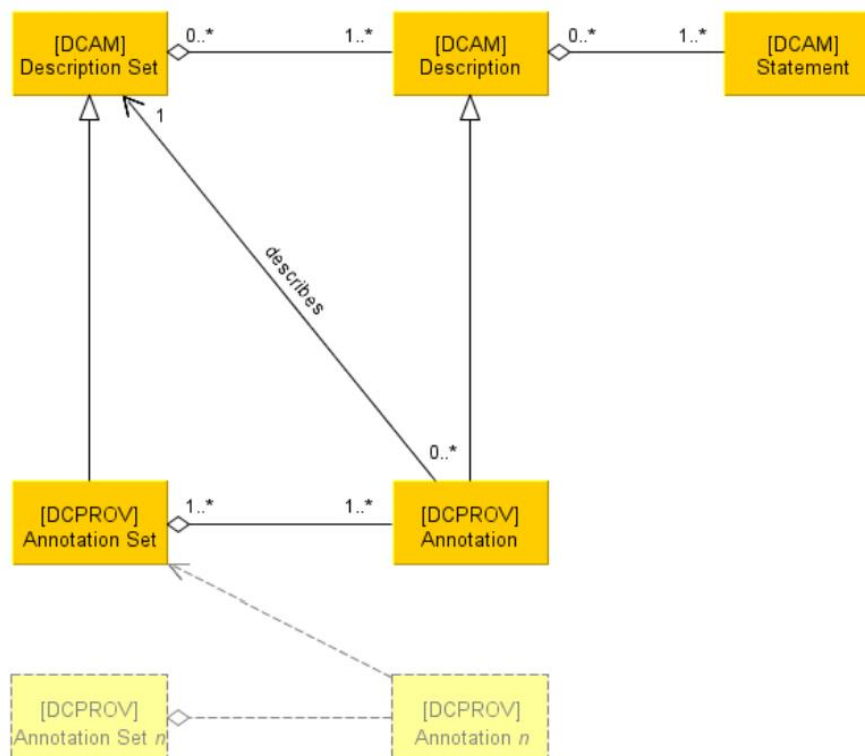 [DCAM]
Description Set
0..*
1..*
[DCAM]
Description
0..*
1..*
[DCAM]
Statement
1
describes
0..*
[DCPROV]
Annotation Set
1..*
1..*
[DCPROV]
Annotation
[DCPROV]
Annotation Set n
[DCPROV]
Annotation n